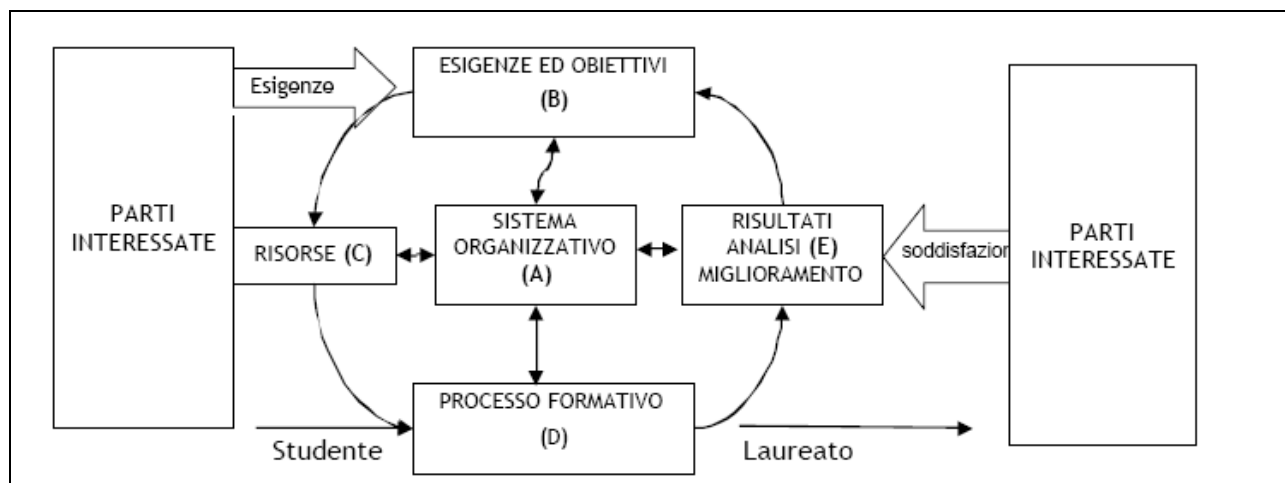 Esigenze
ESIGENZE ED OBIETTIVI
(B)
PARTI
INTERESSATE
RISORSE (C)
SISTEMA
ORGANIZZATIVO
(A)
RISULTATI
ANALISI (E)
MIGLIORAMENTO
soddisfazion
PARTI
INTERESSATE
PROCESSO FORMATIVO
(D)
Studente
Laureato